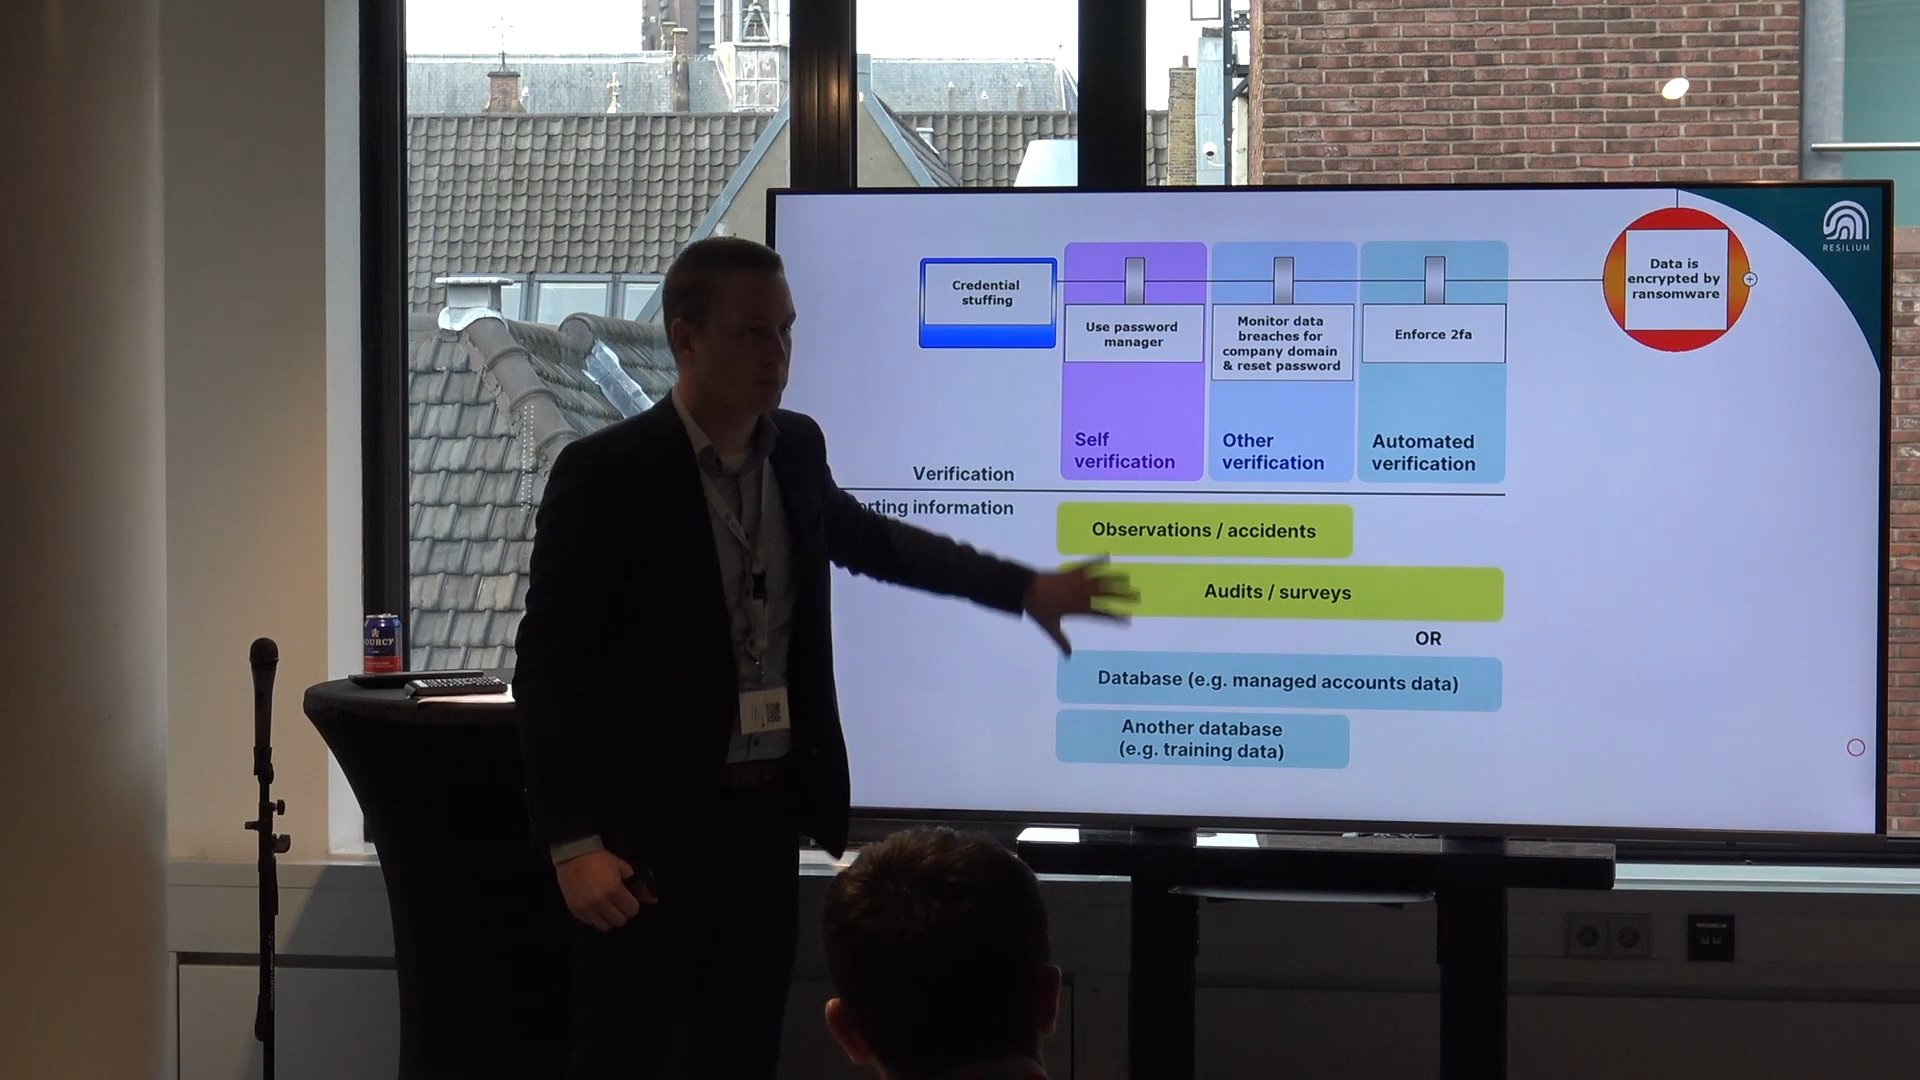 RESILIUM
Credential
stuffing
Use password
manager
Monitor data
breaches for
company domain
& reset password
Enforce 2fa
Data is
encrypted by
ransomware
Self
verification
Other
verification
Automated
verification
Verification
information
Observations / accidents
Audits / surveys
OR
Database (e.g. managed accounts data)
Another database
(e.g. training data)